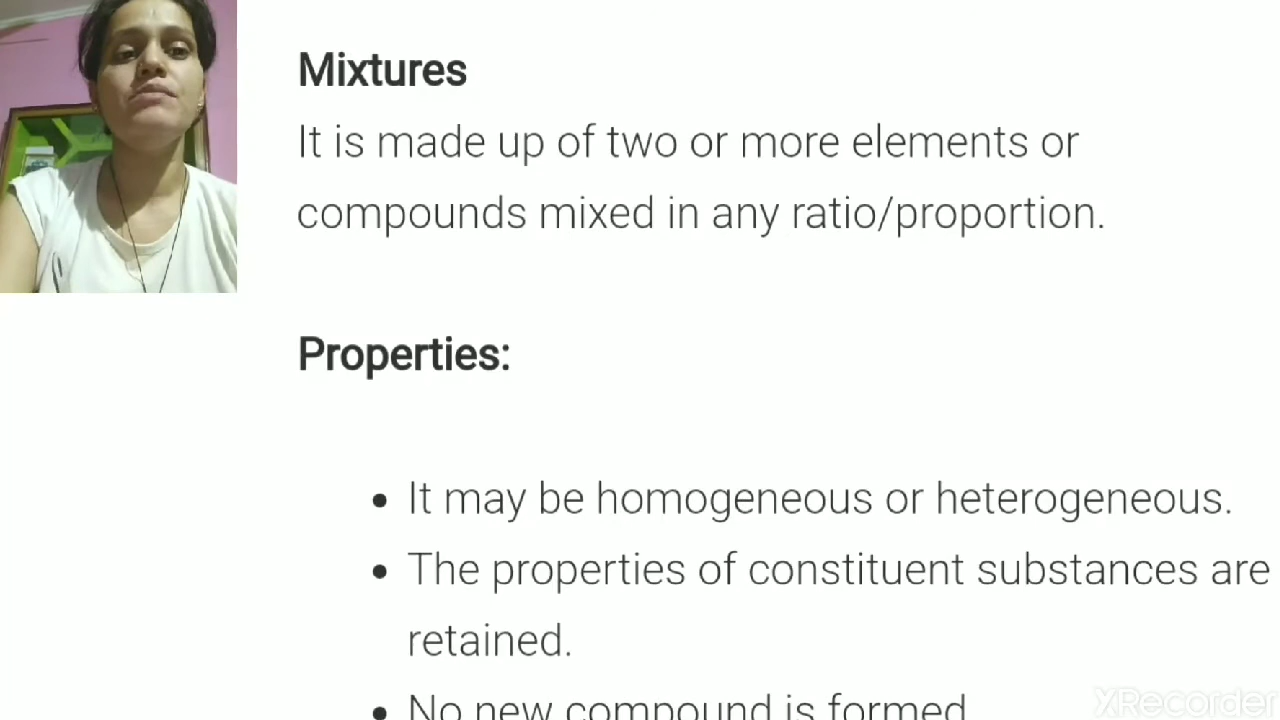 Mixtures
It is made up of two or more elements or
compounds mixed in any ratio/proportion.
Properties:
• It may be homogeneous or heterogeneous.
• The properties of constituent substances are
retained.
• No new compound is formed
XRecorder